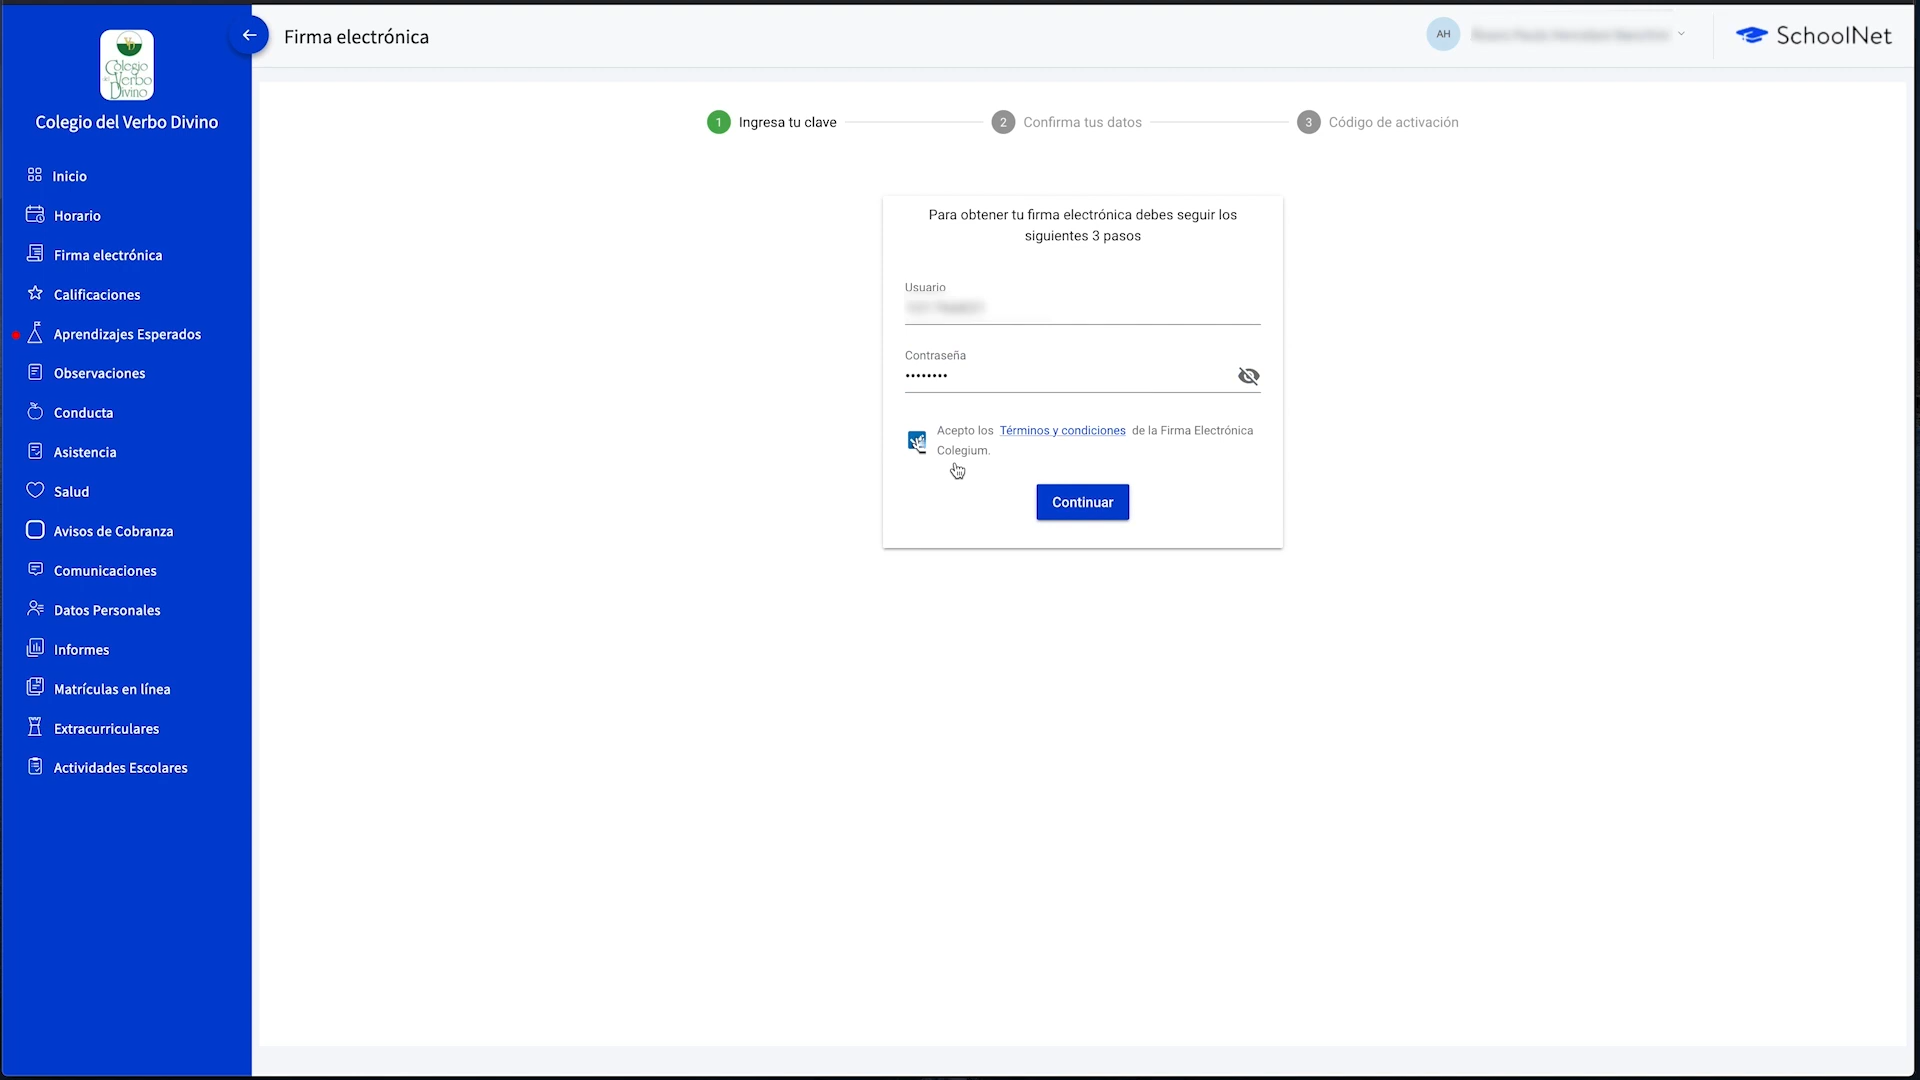 VD
Colegio
del Verbo
Divino
Colegio del Verbo Divino
Inicio
Horario
Firma electrónica
Calificaciones
Aprendizajes Esperados
Observaciones
Conducta
Asistencia
Salud
Avisos de Cobranza
Comunicaciones
Datos Personales
Informes
Matrículas en línea
Extracurriculares
Actividades Escolares
Firma electrónica
AH
SchoolNet
1 Ingresa tu clave
2 Confirma tus datos
3 Código de activación
Para obtener tu firma electrónica debes seguir los
siguientes 3 pasos
Usuario
Contraseña
••••••••
Acepto los Términos y condiciones de la Firma Electrónica
Colegium.
Continuar